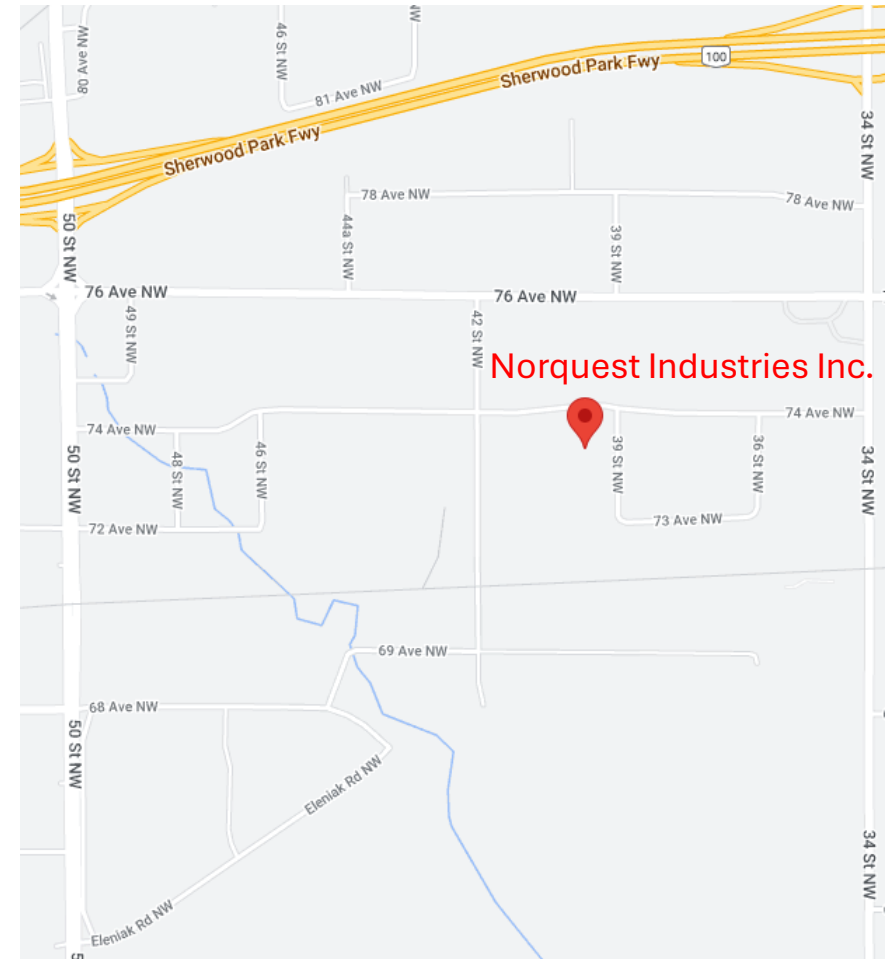 80 Ave NW
46 St NW
NW
100
Sherwood Park Fwy
81 Ave NW
34 St NW
Sherwood Park Fwy
78 Ave NW
78 Ave NW
50 St NW
44a St NW
39 St NW
76 Ave NW
76 Ave NW
49 St NW
42 St NW
Norquest Industries Inc.
74 Ave NW
74 Ave NW
50 St NW
48 St NW
46 St NW
39 St NW
36 St NW
34 St NW
72 Ave NW
73 Ave NW
69 Ave NW
68 Ave NW
50 St NW
Eleniak Rd NW
34 St NW
Eleniak Rd NW